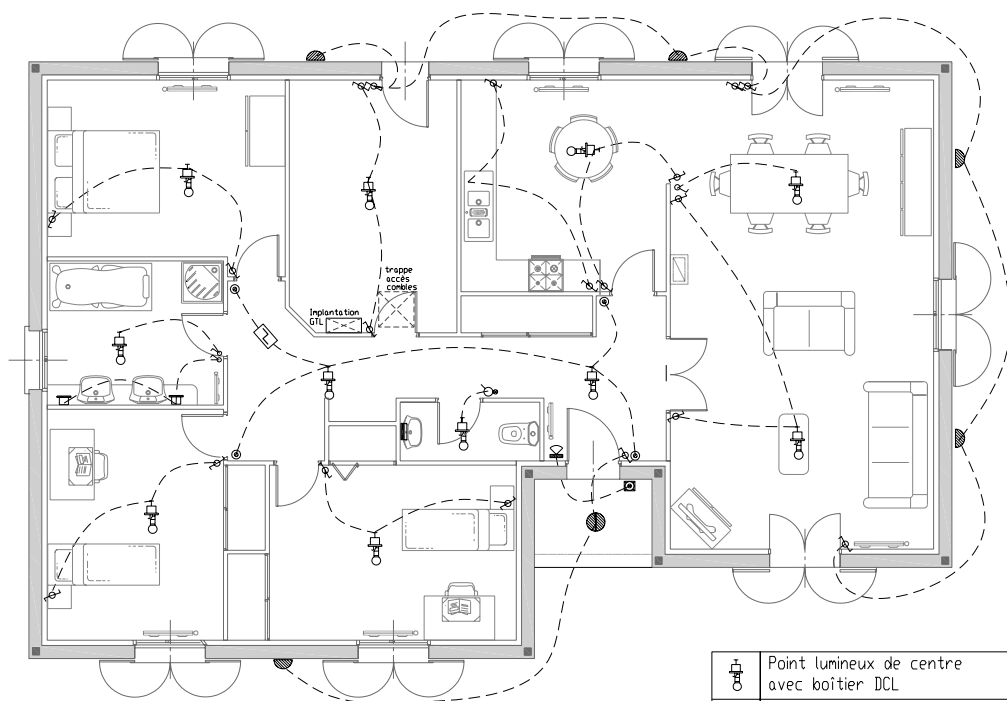 trappe
accès
combles
Implantation
GTL
Point lumineux de centre
avec boîtier DCL